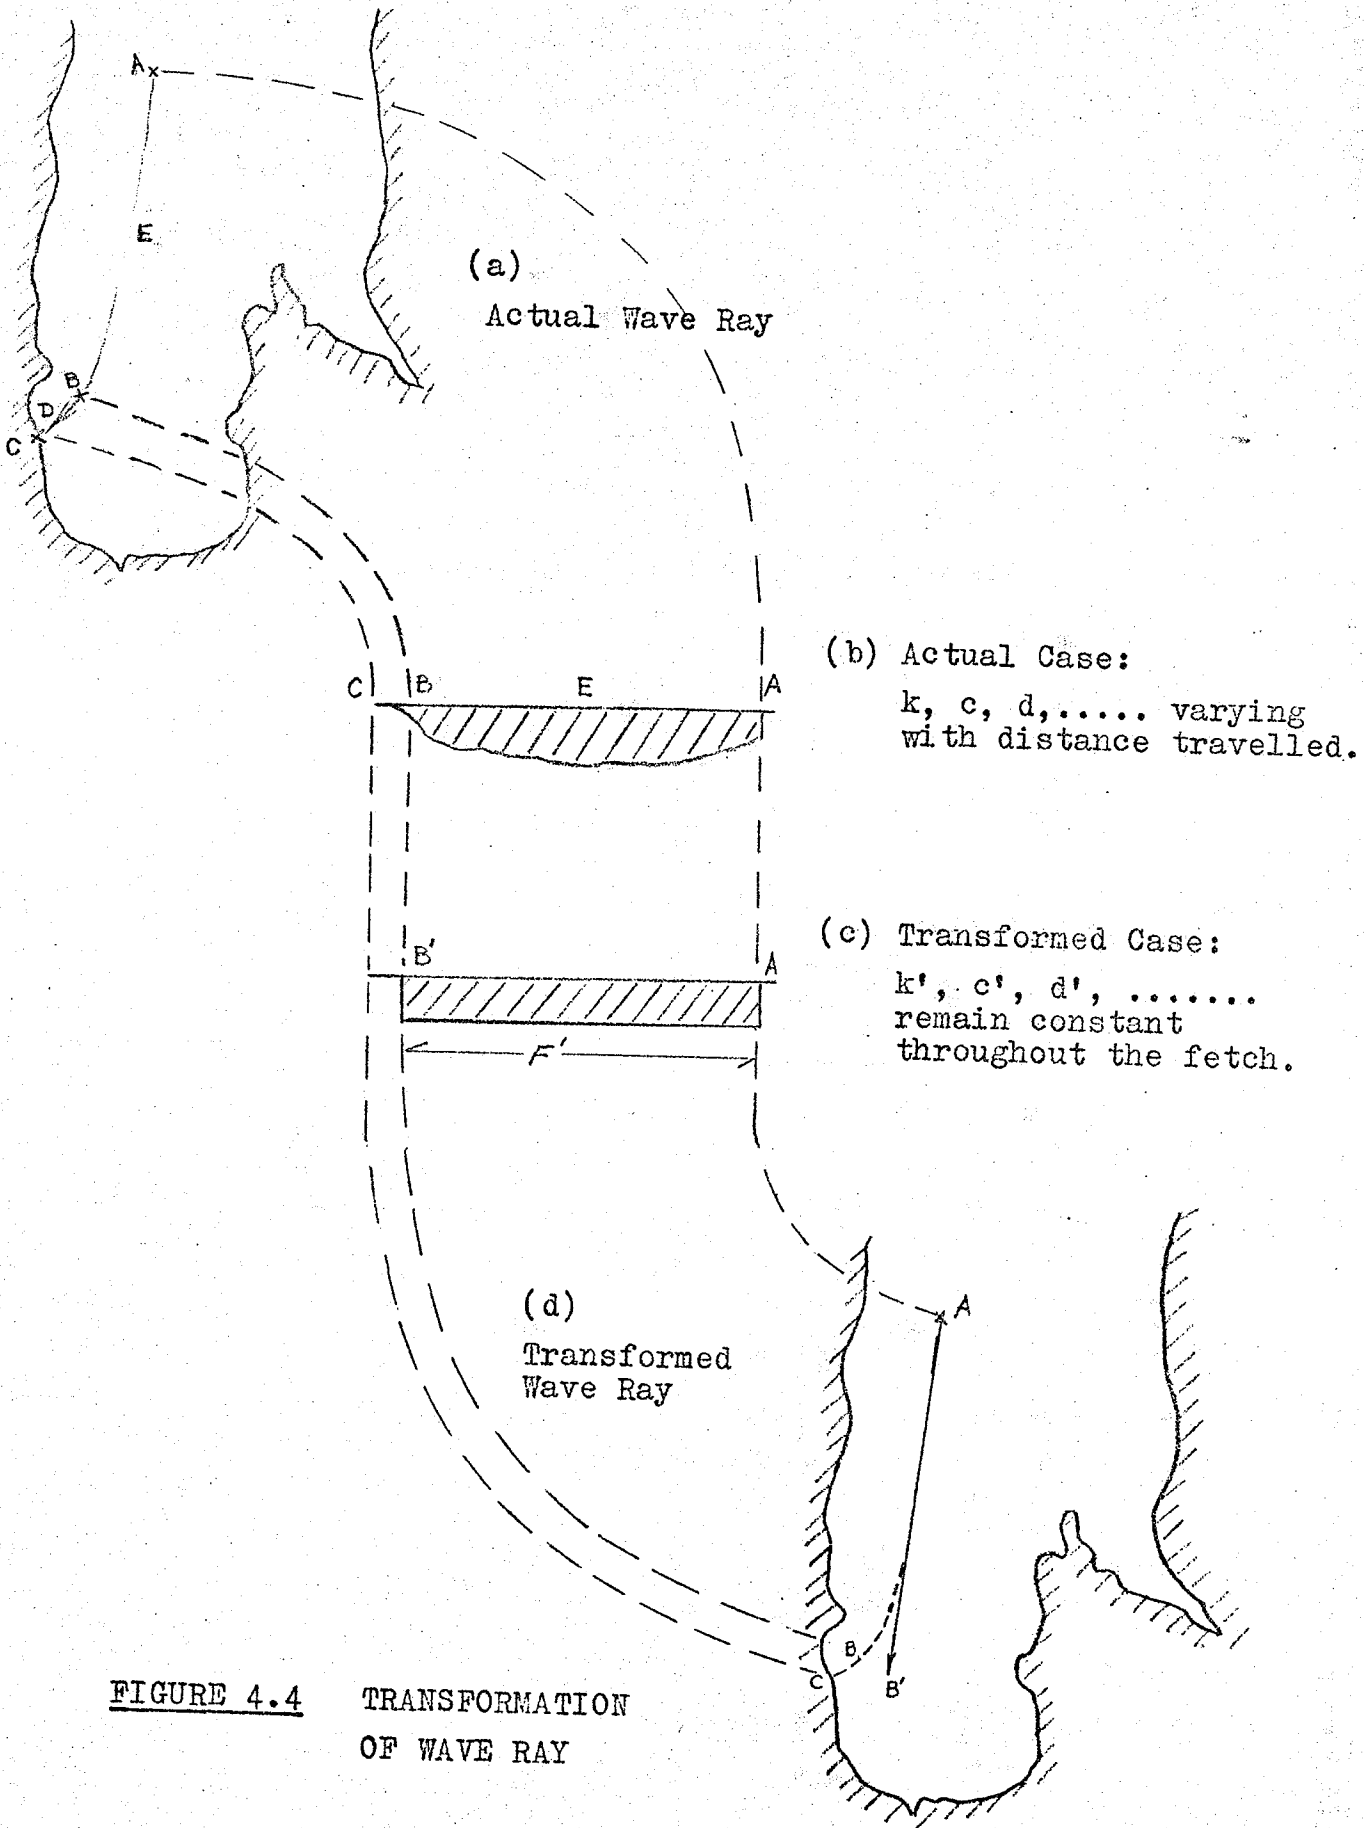 A
E
(a)
Actual Wave Ray
B
D
C
(b) Actual Case:
C B E A
k, c, d,..... varying
with distance travelled.
(c) Transformed Case:
B' A
k', c', d', .......
remain constant
throughout the fetch.
F'
(d)
A
Transformed
Wave Ray
B
C
B'
FIGURE 4.4 TRANSFORMATION
OF WAVE RAY